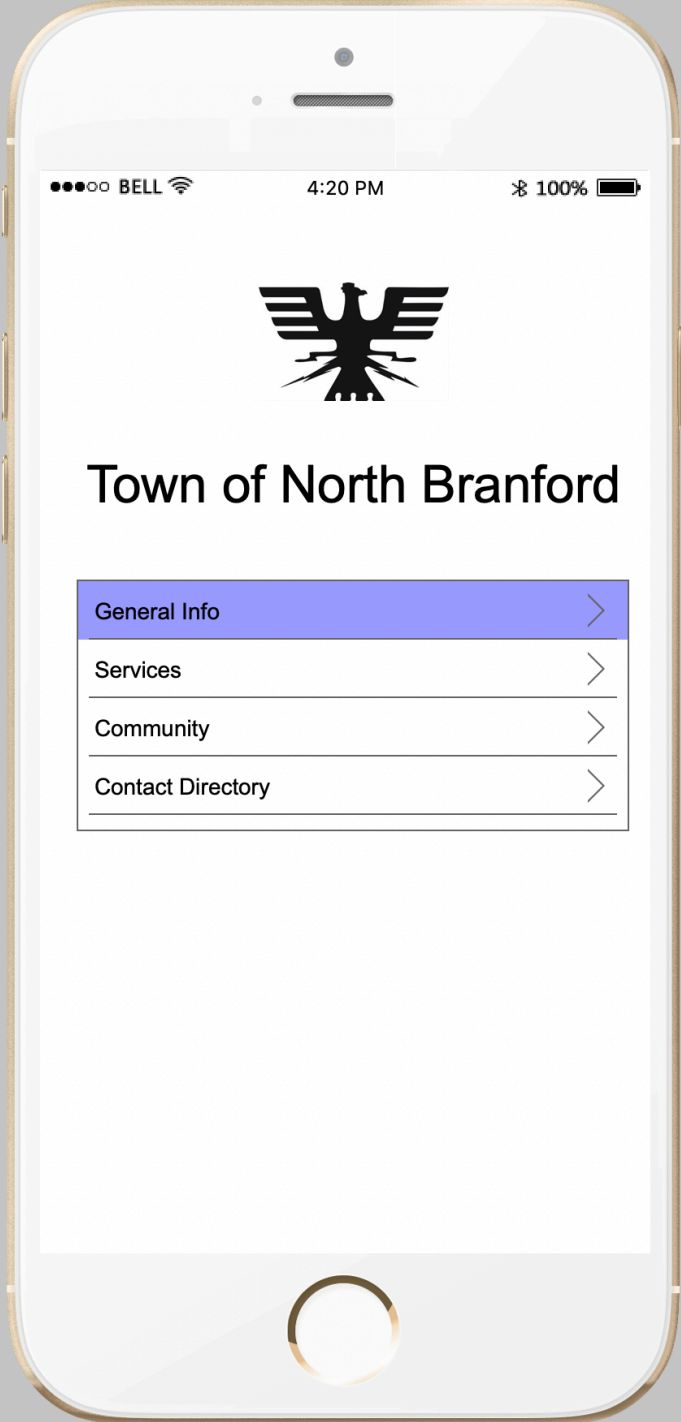 BELL 4:20 PM 100%
Town of North Branford
General Info
Services
Community
Contact Directory